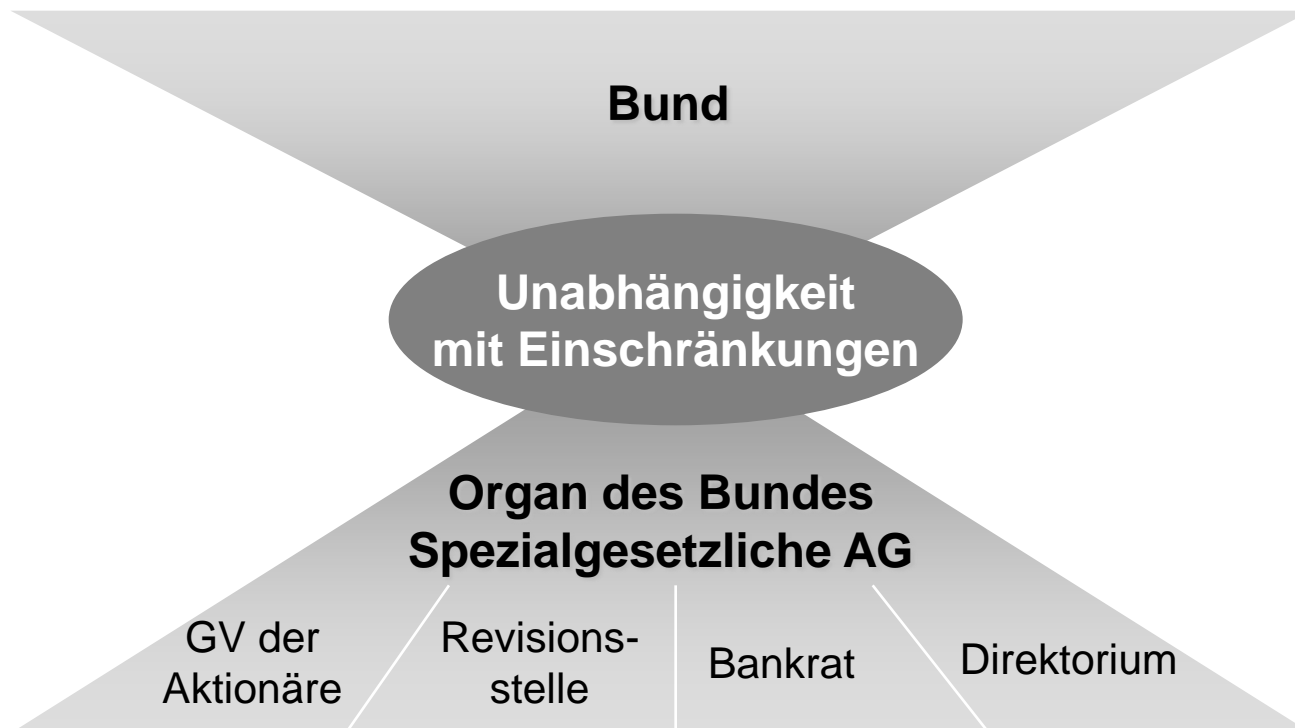 Bund
Unabhängigkeit
mit Einschränkungen
Organ des Bundes
Spezialgesetzliche AG
GV der
Aktionäre
Revisions-
stelle
Bankrat
Direktorium